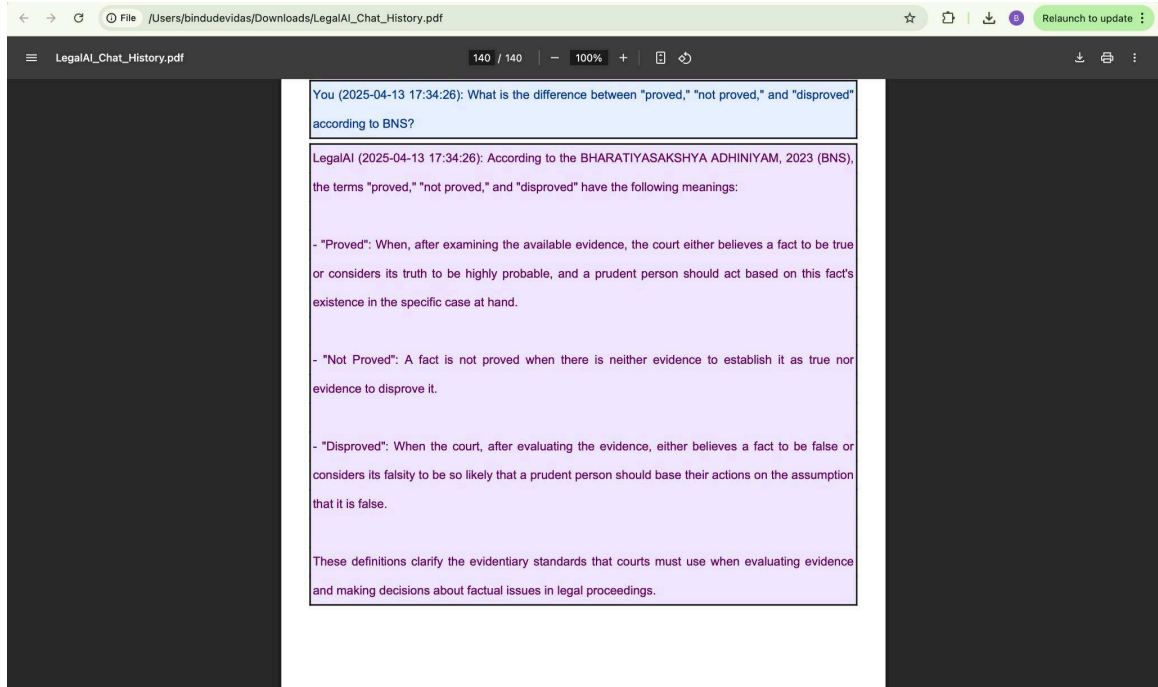 File /Users/bindudevidas/Downloads/LegalAI_Chat_History.pdf
B
Relaunch to update
LegalAI_Chat_History.pdf
140 / 140
100%
You (2025-04-13 17:34:26): What is the difference between "proved," "not proved," and "disproved"
according to BNS?
LegalAI (2025-04-13 17:34:26): According to the BHARATIYASAKSHYA ADHINIYAM, 2023 (BNS),
the terms "proved," "not proved," and "disproved" have the following meanings:
- "Proved": When, after examining the available evidence, the court either believes a fact to be true
or considers its truth to be highly probable, and a prudent person should act based on this fact's
existence in the specific case at hand.
- "Not Proved": A fact is not proved when there is neither evidence to establish it as true nor
evidence to disprove it.
- "Disproved": When the court, after evaluating the evidence, either believes a fact to be false or
considers its falsity to be so likely that a prudent person should base their actions on the assumption
that it is false.
These definitions clarify the evidentiary standards that courts must use when evaluating evidence
and making decisions about factual issues in legal proceedings.